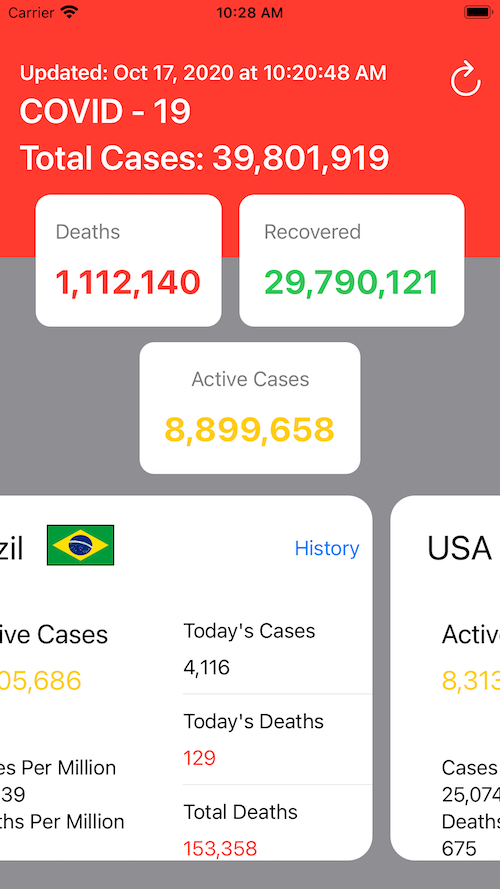 Carrier 10:28 AM
Updated: Oct 17, 2020 at 10:20:48 AM
COVID - 19
Total Cases: 39,801,919
Deaths Recovered
1,112,140 29,790,121
Active Cases
8,899,658
zil History USA
ive Cases
05,686
es Per Million
39
ths Per Million
Today's Cases
4,116
Today's Deaths
129
Total Deaths
153,358
Activ
8,313
Cases
25,074
Deaths
675